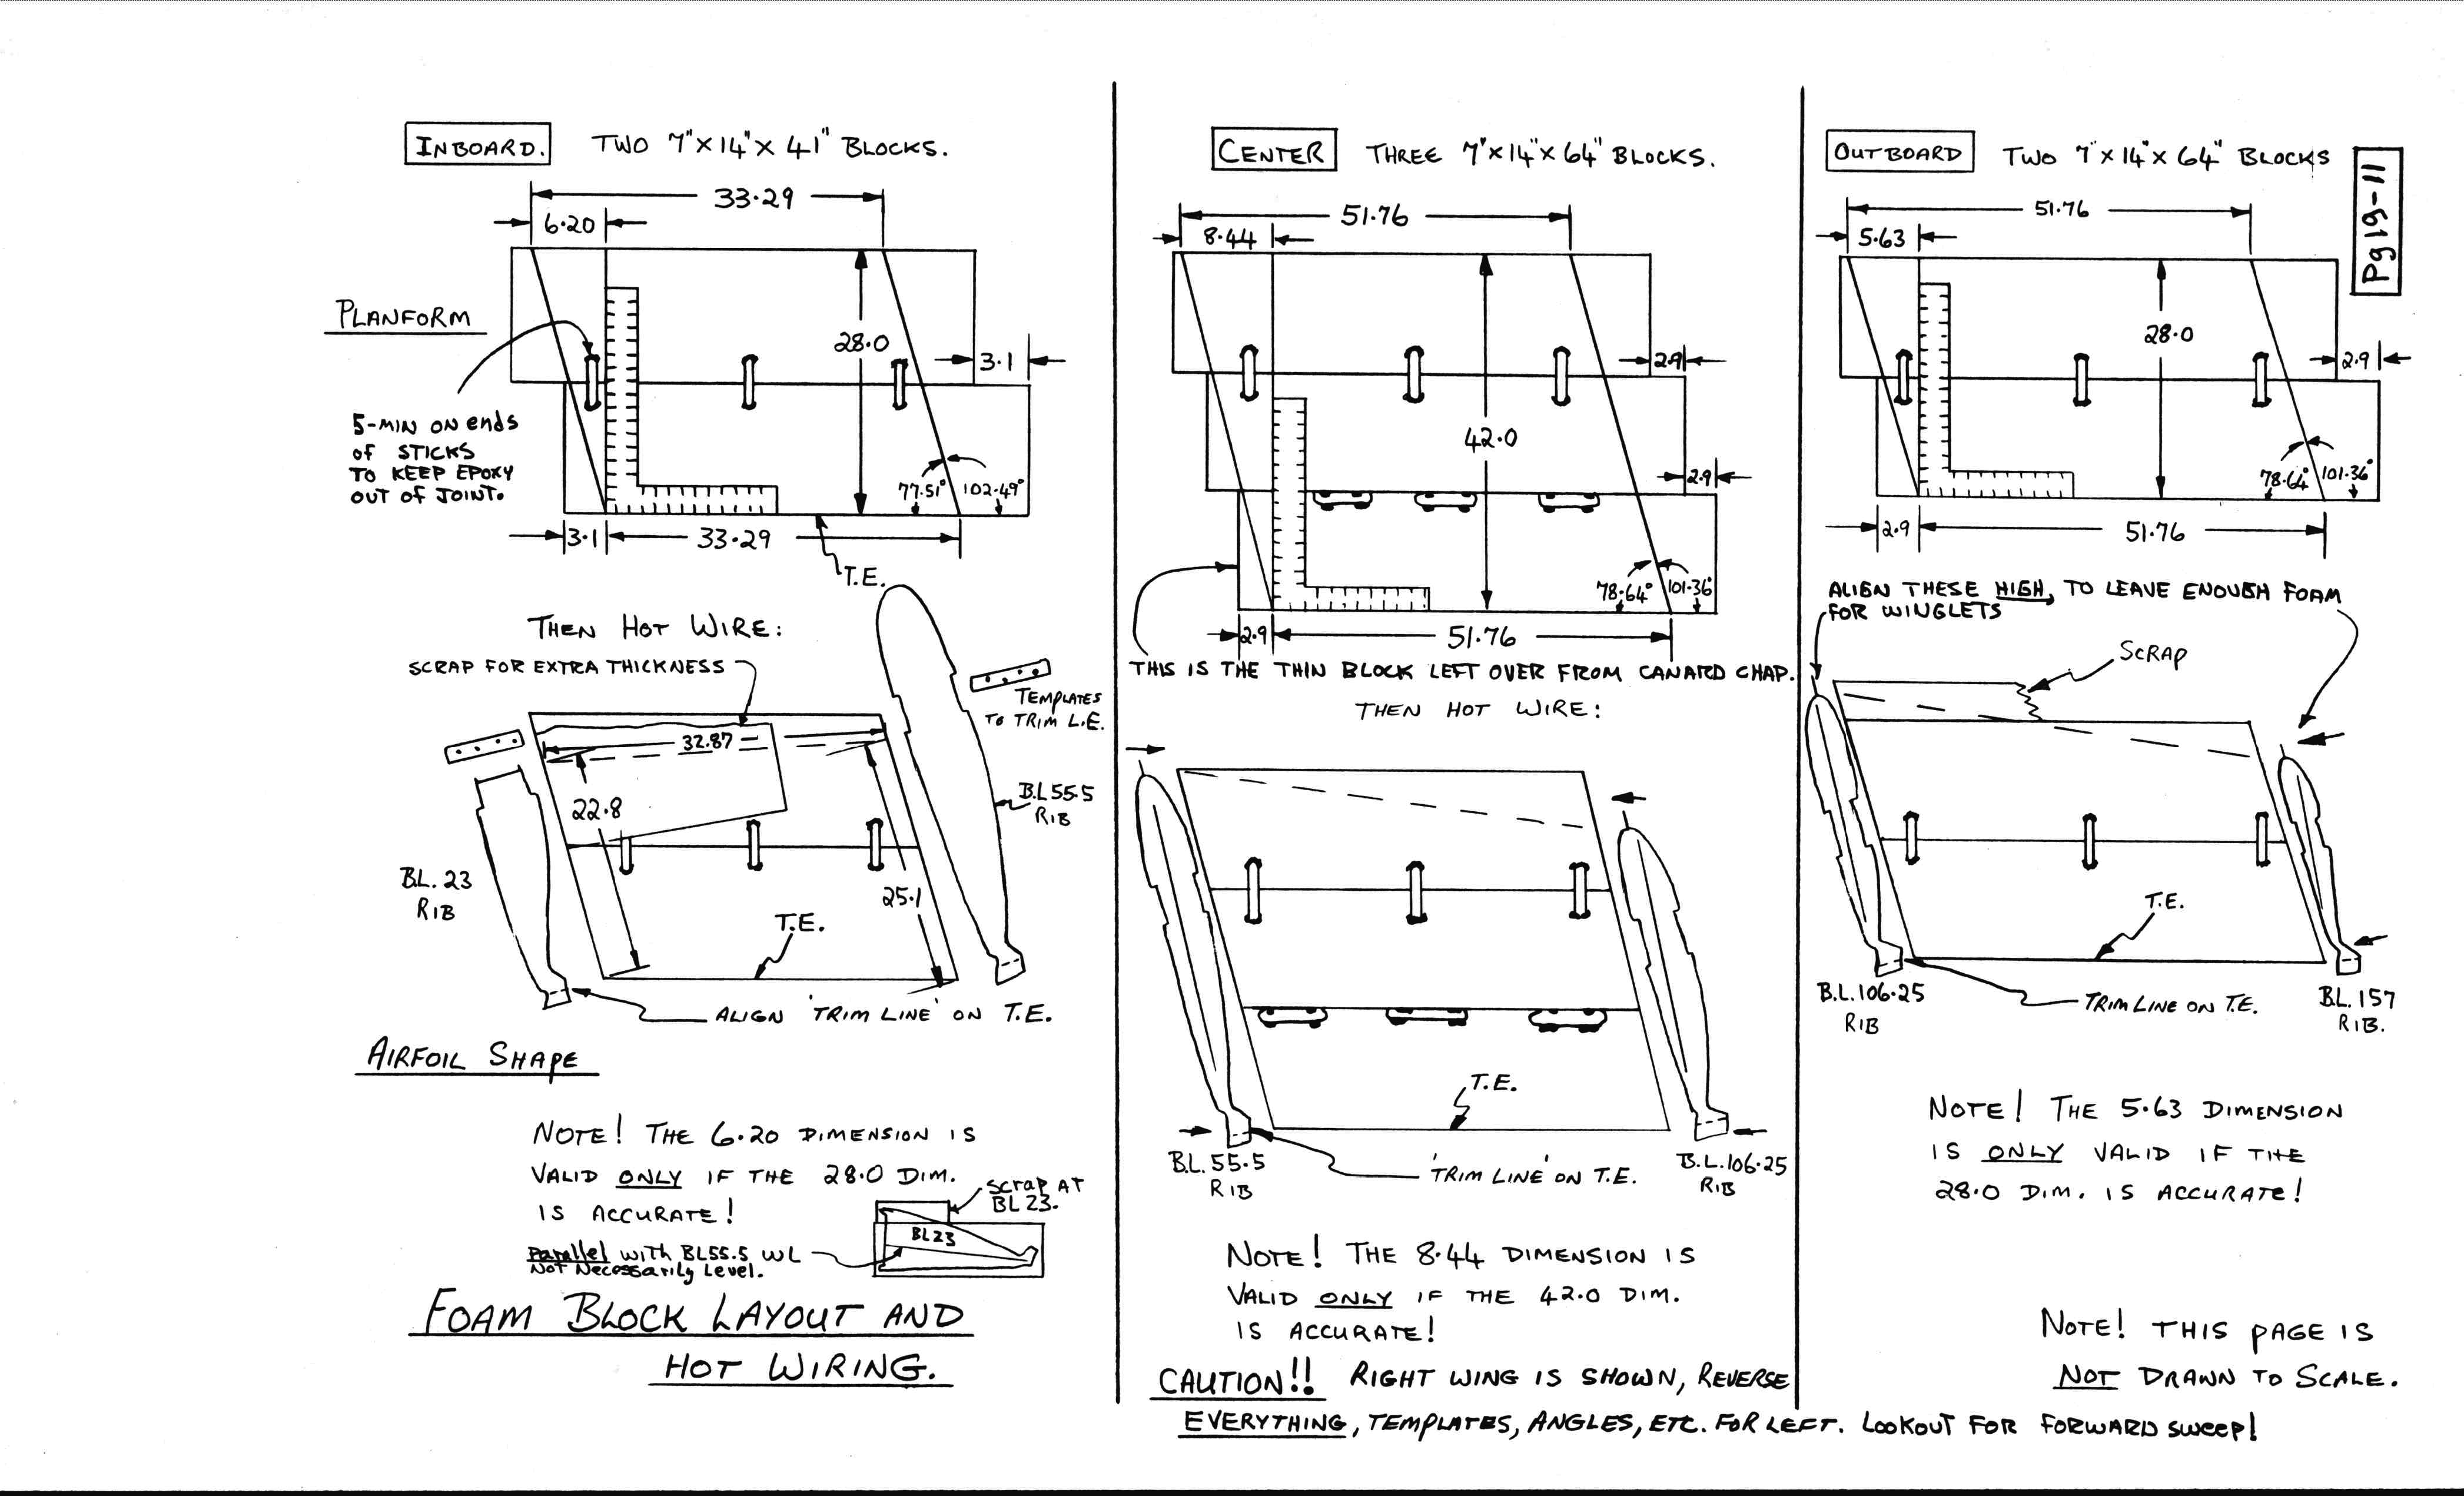 INBOARD. TWO 7"X14"X 41" BLOCKS.
33.29
6.20
PLANFORM
28.0
3.1
5-MIN ON ends
of STICKS
TO KEEP EPOXY
OUT OF JOINT.
77.51° 102.49°
3.1 33.29
T.E.
THEN HOT WIRE:
SCRAP FOR EXTRA THICKNESS
TEMPLATES
TO TRIM L.E.
32.87
22.8
B.L 55.5
RIB
B.L. 23
RIB
25.1
T.E.
ALIGN 'TRIM LINE' ON T.E.
AIRFOIL SHAPE
NOTE! THE 6.20 DIMENSION IS
VALID ONLY IF THE 28.0 DIM.
IS ACCURATE!
SCRAP AT
BL 23.
BL23
Parallel with BL55.5 WL
Not Necessarily Level.
FOAM BLOCK LAYOUT AND
HOT WIRING.
CENTER THREE 7"X14"X64" BLOCKS.
51.76
8.44
2.9
42.0
2.9
78.64° 101.36°
2.9 51.76
THIS IS THE THIN BLOCK LEFT OVER FROM CANARD CHAP.
THEN HOT WIRE:
T.E.
B.L. 55.5
RIB
'TRIM LINE' ON T.E.
B.L.106.25
RIB
NOTE! THE 8.44 DIMENSION IS
VALID ONLY IF THE 42.0 DIM.
IS ACCURATE!
CAUTION!! RIGHT WING IS SHOWN, REVERSE
EVERYTHING, TEMPLATES, ANGLES, ETC. FOR LEFT. LOOKOUT FOR FORWARD SWEEP!
OUTBOARD TWO 7"X14"X64" BLOCKS
Pg19-11
51.76
5.63
28.0
2.9
78.64° 101.36°
2.9 51.76
ALIGN THESE HIGH, TO LEAVE ENOUGH FOAM
FOR WINGLETS
SCRAP
T.E.
B.L.106.25
RIB
TRIM LINE ON T.E.
B.L. 157
RIB.
NOTE! THE 5.63 DIMENSION
IS ONLY VALID IF THE
28.0 DIM. IS ACCURATE!
NOTE! THIS PAGE IS
NOT DRAWN TO SCALE.